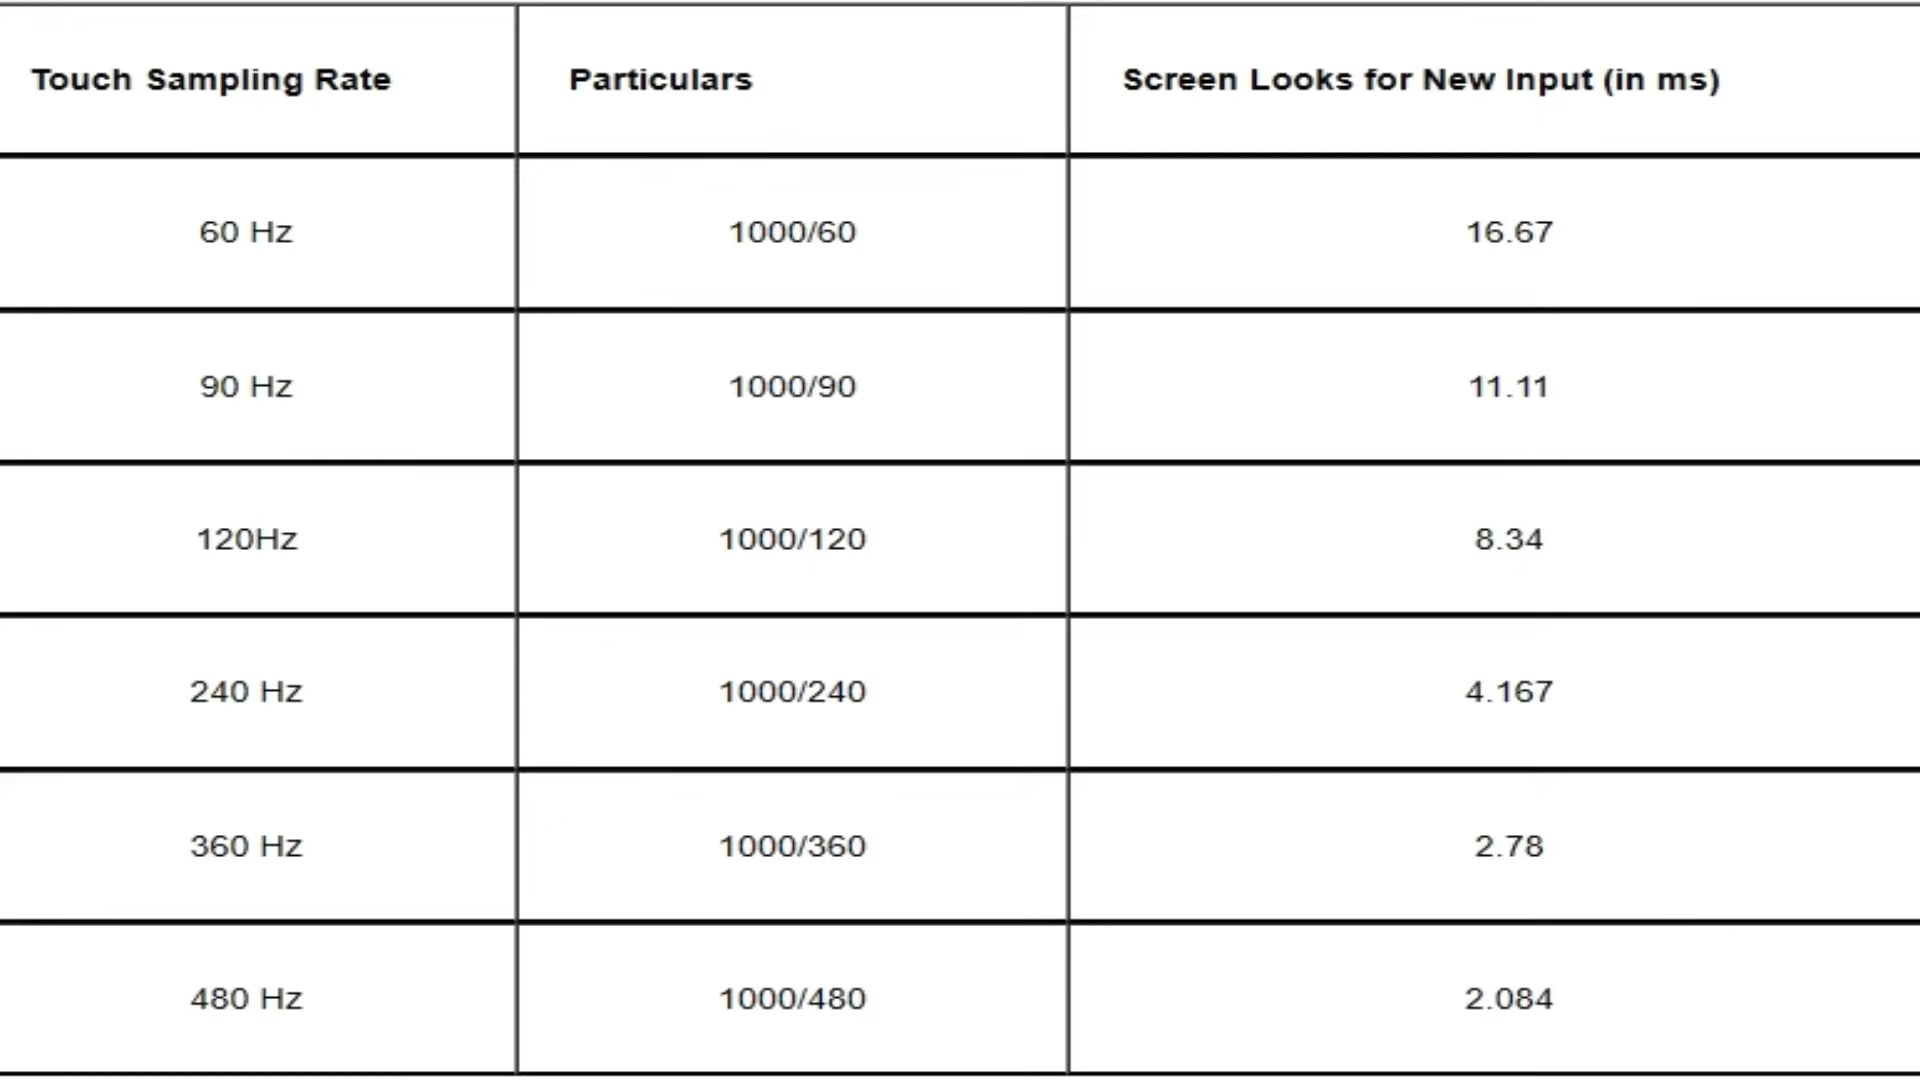 Touch Sampling Rate Particulars Screen Looks for New Input (in ms)
60 Hz 1000/60 16.67
90 Hz 1000/90 11.11
120Hz 1000/120 8.34
240 Hz 1000/240 4.167
360 Hz 1000/360 2.78
480 Hz 1000/480 2.084